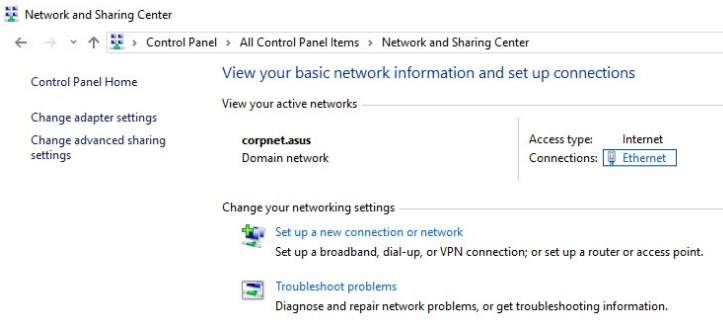 Network and Sharing Center
Control Panel > All Control Panel Items > Network and Sharing Center
Control Panel Home
Change adapter settings
Change advanced sharing
settings
View your basic network information and set up connections
View your active networks
corpnet.asus
Domain network
Access type: Internet
Connections: Ethernet
Change your networking settings
Set up a new connection or network
Set up a broadband, dial-up, or VPN connection; or set up a router or access point.
Troubleshoot problems
Diagnose and repair network problems, or get troubleshooting information.